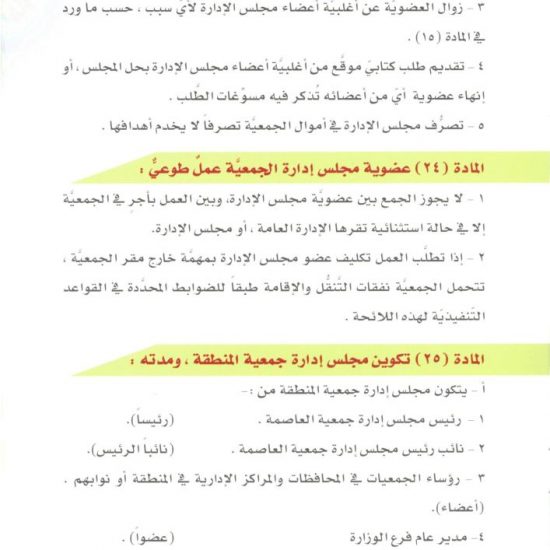 ٣ - زوال العضويَّة عن أغلبيَّة أعضاء مجلس الإدارة لأيِّ سبب ، حسب ما ورد
في المادة (١٥) .
٤ - تقديم طلب كتابيّ موقَّع من أغلبيَّة أعضاء مجلس الإدارة بحل المجلس ، أو
إنهاء عضوية أيّ من أعضائه تُذكر فيه مسوِّغات الطَّلب .
٥ - تصرُّف مجلس الإدارة في أموال الجمعيَّة تصرفاً لا يخدم أهدافها .
المادة (٢٤) عضوية مجلس إدارة الجمعيَّة عملٌ طوعيٌّ :
١ - لا يجوز الجمع بين عضويَّة مجلس الإدارة، وبين العمل بأجرٍ في الجمعيَّة
إلا في حالة استثنائية تقرها الإدارة العامة ، أو مجلس الإدارة.
٢ - إذا تطلَّب العمل تكليف عضو مجلس الإدارة بمهمَّة خارج مقر الجمعيَّة ،
تتحمل الجمعيَّة نفقات التَّنقُّل والإقامة طبقاً للضوابط المحدَّدة في القواعد
التَّنفيذيَّة لهذه اللائحة .
المادة (٢٥) تكوين مجلس إدارة جمعية المنطقة ، ومدته :
أ - يتكون مجلس إدارة جمعية المنطقة من :-
١ - رئيس مجلس إدارة جمعية العاصمة . (رئيساً).
٢ - نائب رئيس مجلس إدارة جمعية العاصمة . (نائباً الرئيس).
٣ - رؤساء الجمعيات في المحافظات والمراكز الإدارية في المنطقة أو نوابهم .
(أعضاء).
٤ - مدير عام فرع الوزارة (عضواً) .